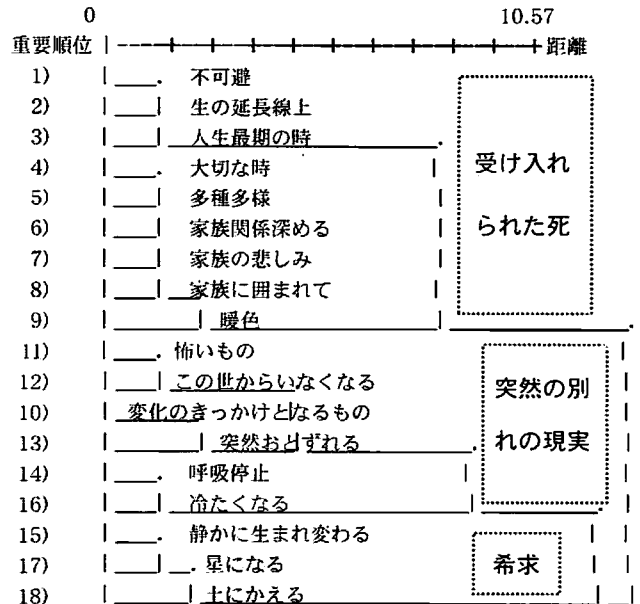 0 10.57
重要順位 距離
1) 不可避
2) 生の延長線上
3) 人生最期の時
4) 大切な時
5) 多種多様
6) 家族関係深める
7) 家族の悲しみ
8) 家族に囲まれて
9) 暖色
受け入れ
られた死
11) 怖いもの
12) この世からいなくなる
10) 変化のきっかけとなるもの
13) 突然おとずれる
14) 呼吸停止
16) 冷たくなる
突然の別
れの現実
15) 静かに生まれ変わる
17) 星になる
18) 土にかえる
希求